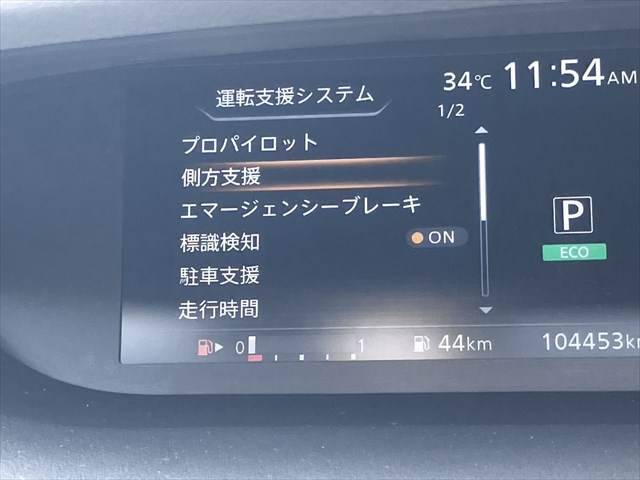 34℃ 11:54AM
運転支援システム
1/2
プロパイロット
側方支援
エマージェンシーブレーキ
標識検知 ON
駐車支援
走行時間
P
ECO
0 1 44km 104453km